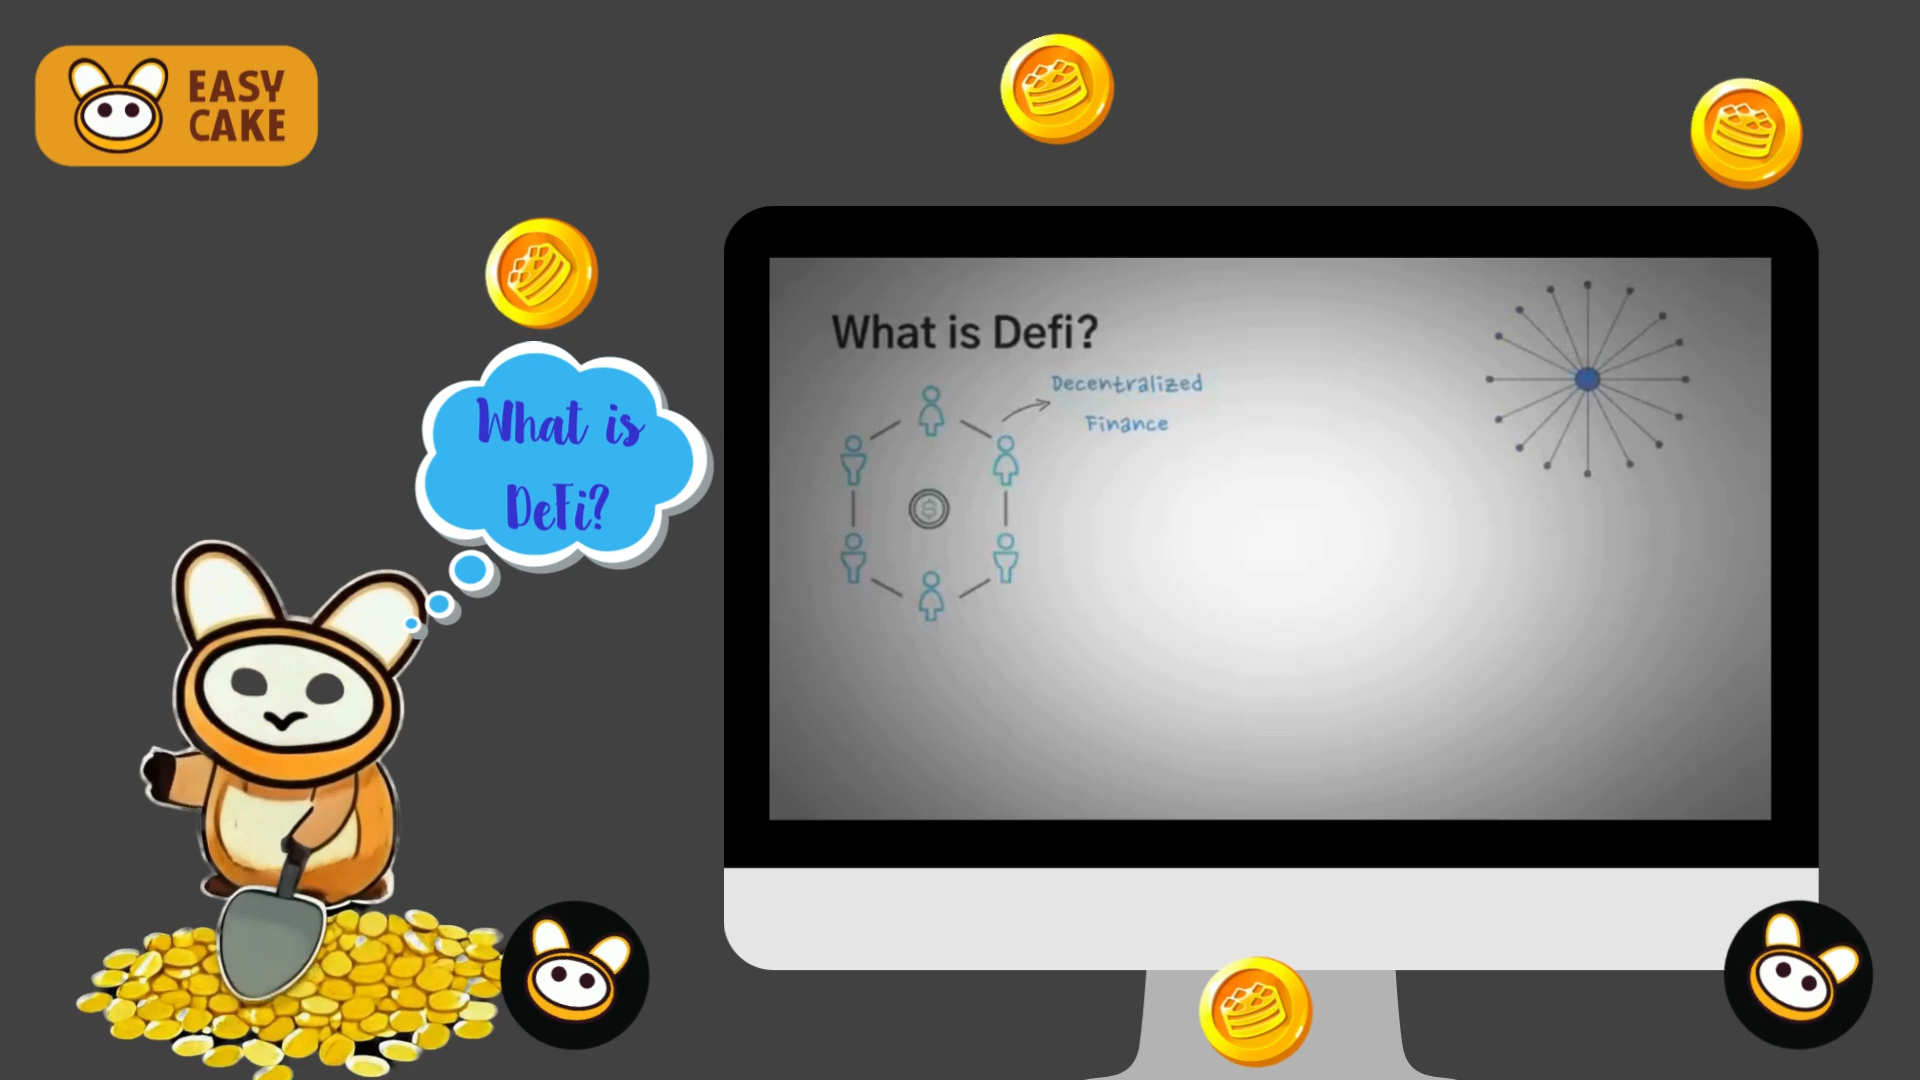 EASY
CAKE
What is
DeFi?
What is Defi?
Decentralized
Finance
$